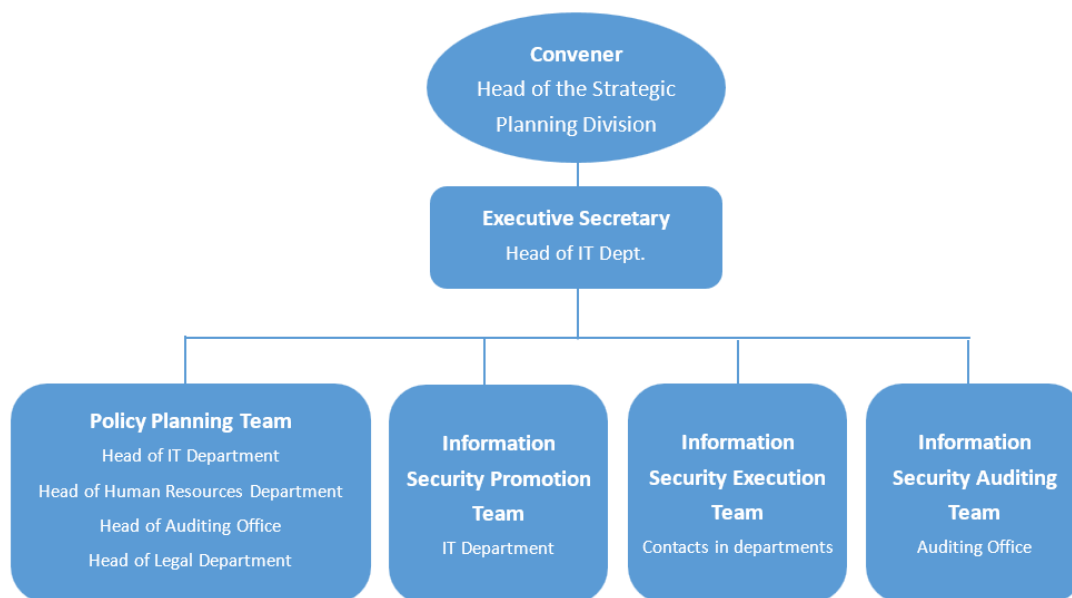 Convener
Head of the Strategic
Planning Division
Executive Secretary
Head of IT Dept.
Policy Planning Team
Head of IT Department
Head of Human Resources Department
Head of Auditing Office
Head of Legal Department
Information
Security Promotion
Team
IT Department
Information
Security Execution
Team
Contacts in departments
Information
Security Auditing
Team
Auditing Office